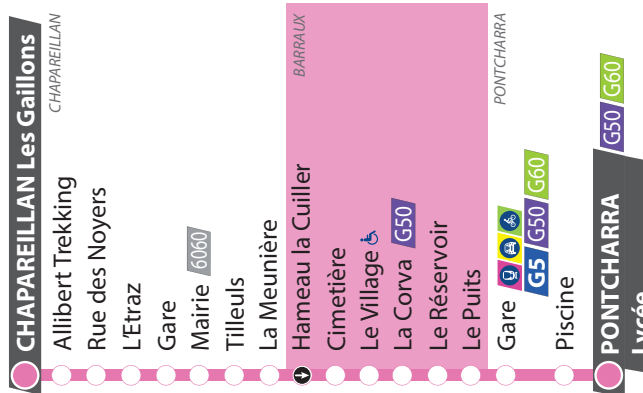 CHAPAREILLAN Les Gaillons
CHAPAREILLAN
Allibert Trekking
Rue des Noyers
L'Etraz
Gare
Mairie 6060
Tilleuls
La Meunière
BARRAUX
Hameau la Cuiller
Cimetière
Le Village
La Corva G50
Le Réservoir
Le Puits
PONTCHARRA
Gare
G5 G50 G60
Piscine
PONTCHARRA G50 G60
Lycée